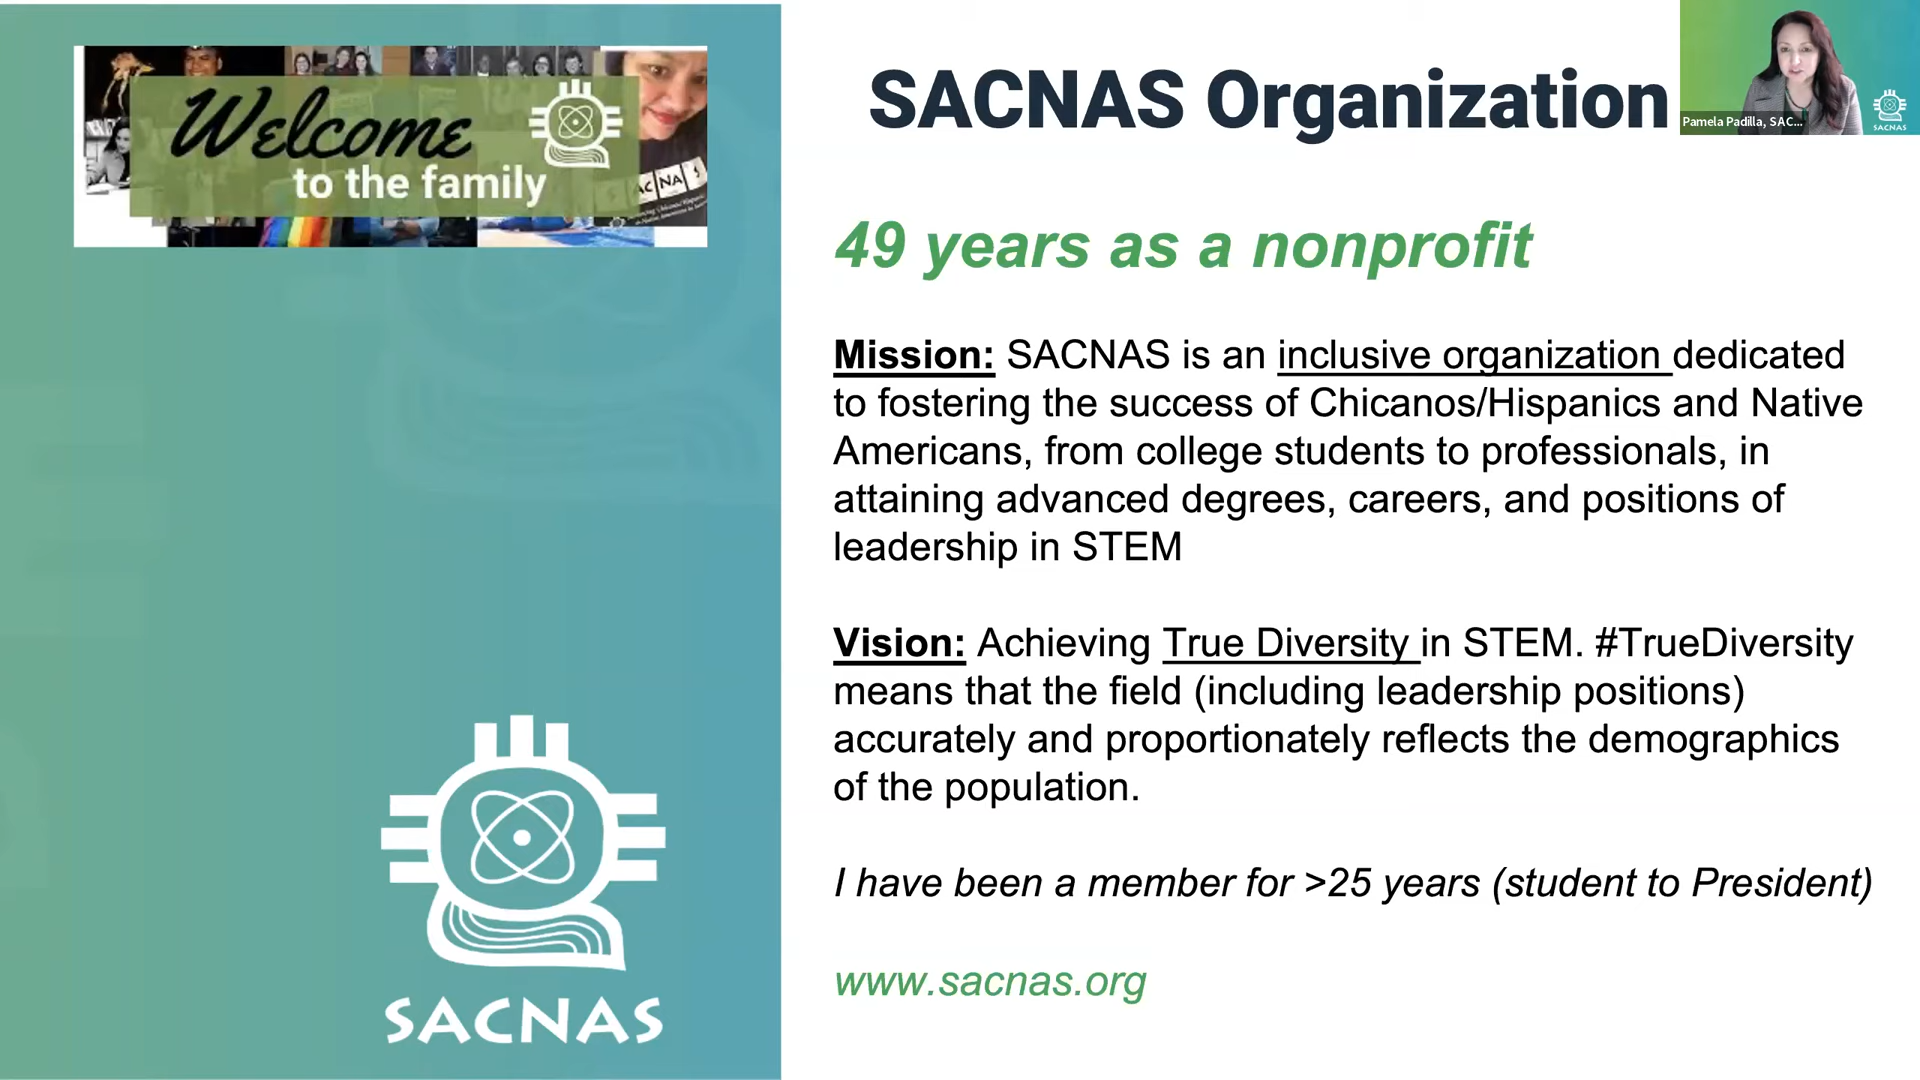 Welcome
to the family
SACNAS
SACNAS Organization
49 years as a nonprofit
Mission: SACNAS is an inclusive organization dedicated
to fostering the success of Chicanos/Hispanics and Native
Americans, from college students to professionals, in
attaining advanced degrees, careers, and positions of
leadership in STEM
Vision: Achieving True Diversity in STEM. #TrueDiversity
means that the field (including leadership positions)
accurately and proportionately reflects the demographics
of the population.
I have been a member for >25 years (student to President)
www.sacnas.org
Pamela Padilla, SAC...
SACNAS